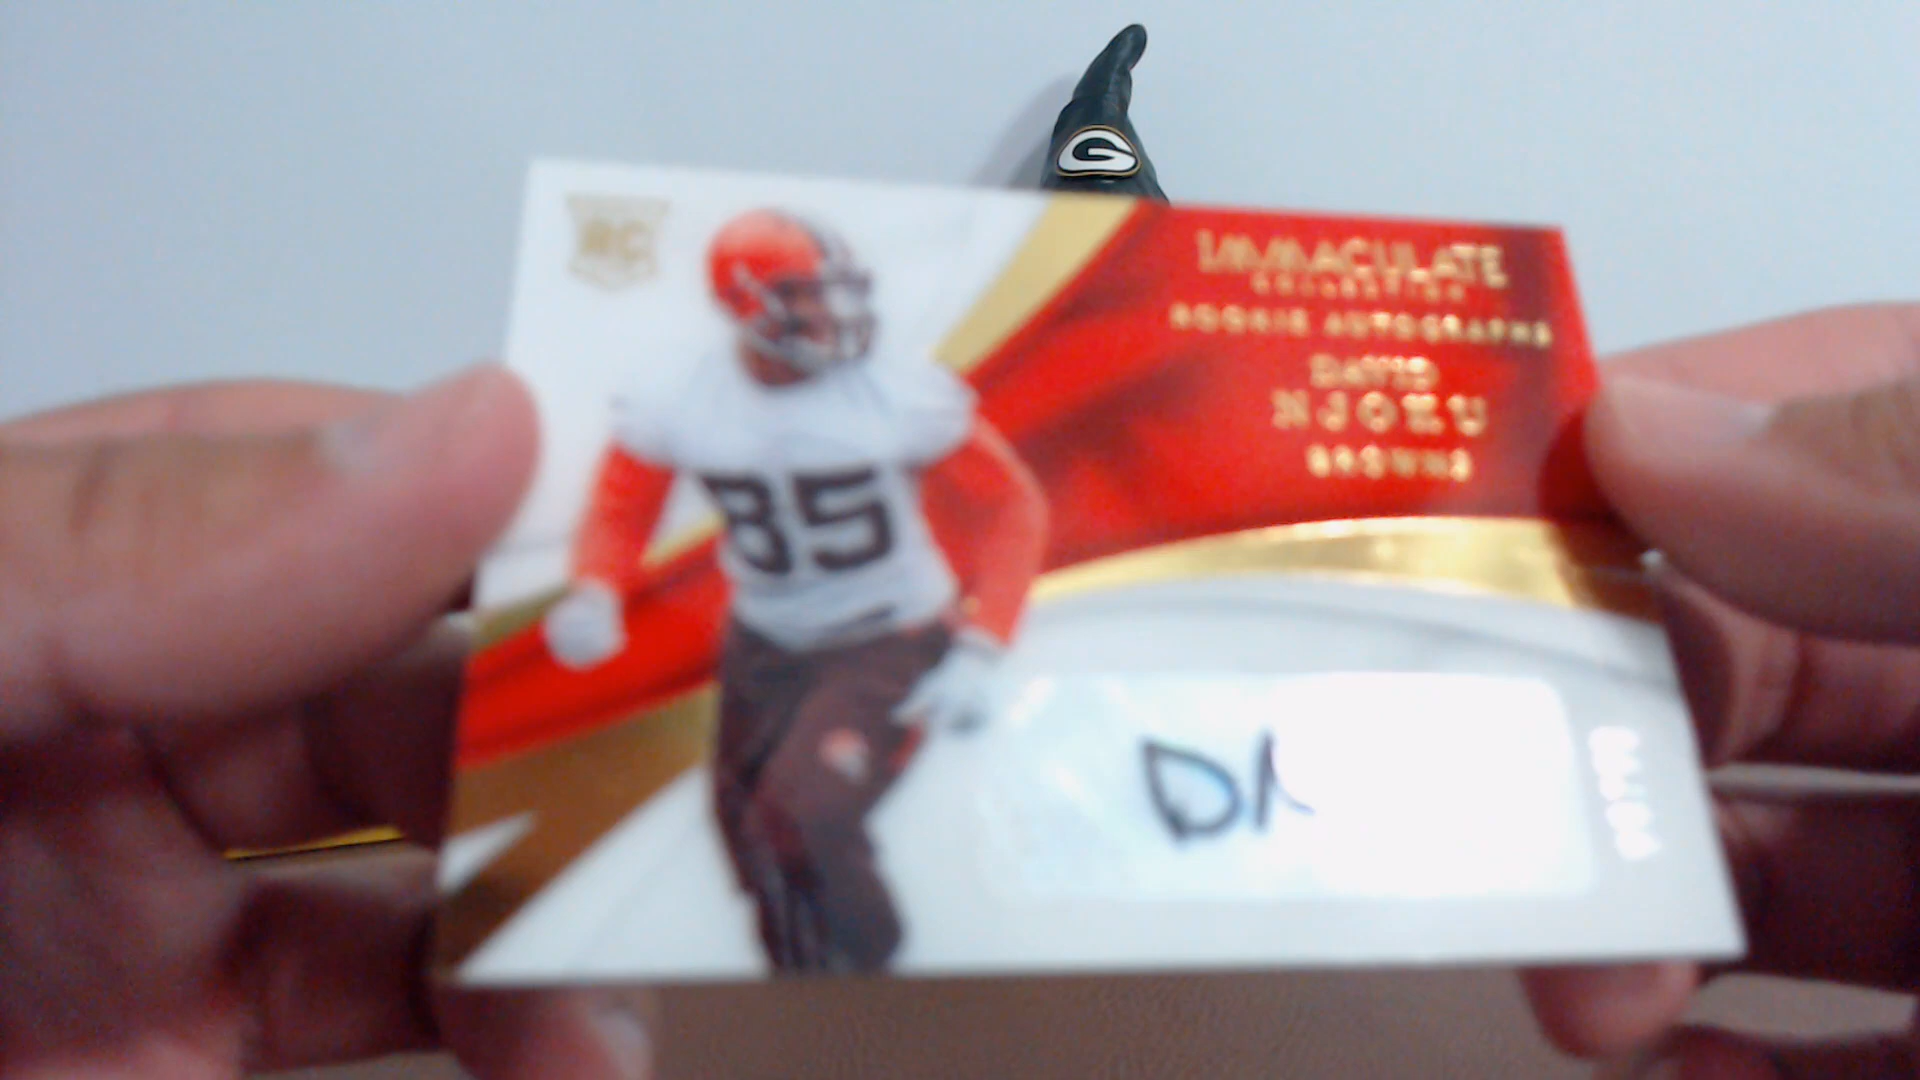 G
RC
IMMACULATE
COLLECTION
ROOKIE AUTOGRAPHS
DAVID
NJOKU
BROWNS
85